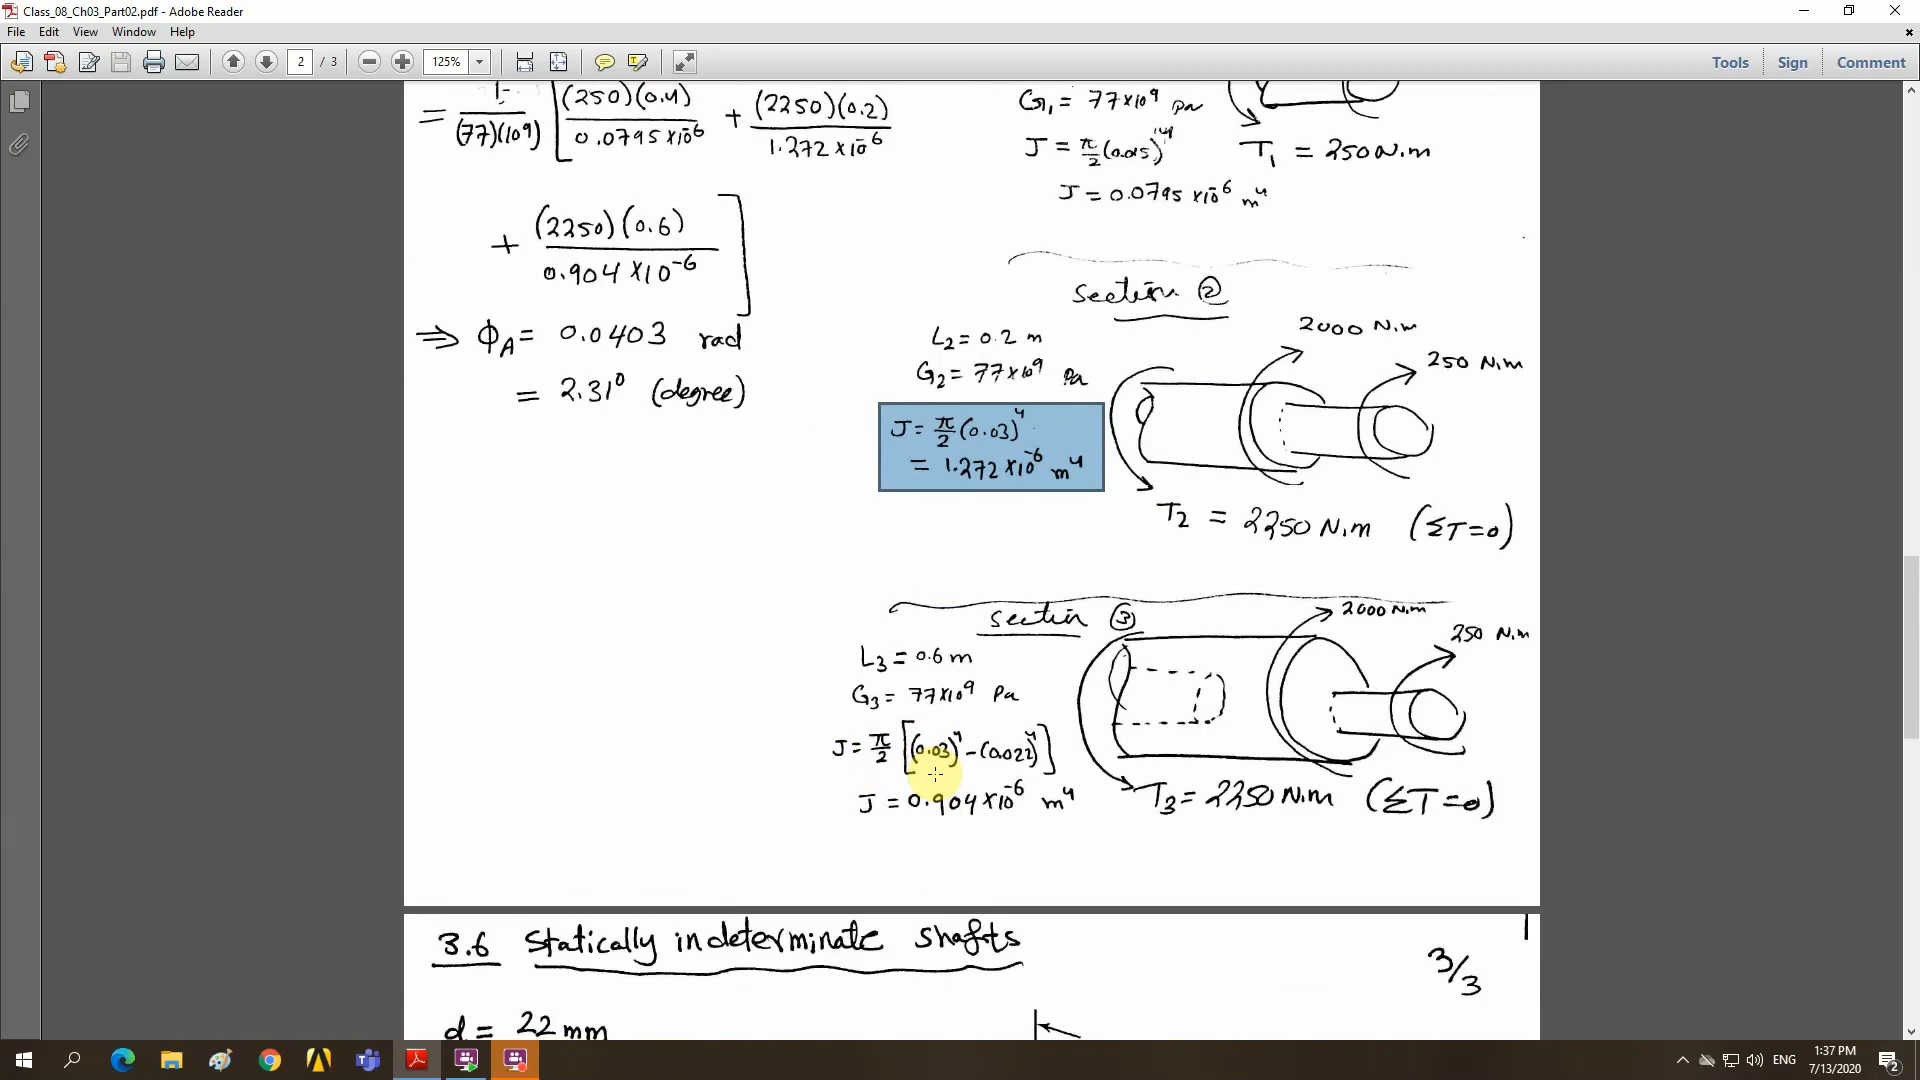 Class_08_Ch03_Part02.pdf - Adobe Reader
File Edit View Window Help
2 / 3 125% Tools Sign Comment
= 1/(77)(10⁹) [ (250)(0.4)/0.0795 x10⁻⁶ + (2250)(0.2)/1.272 x10⁻⁶
+ (2250)(0.6)/0.904 x10⁻⁶ ]
⇒ ϕA = 0.0403 rad
= 2.31° (degree)
G1 = 77x10⁹ Pa
J = π/2 (0.015)⁴
J = 0.0795 x10⁻⁶ m⁴
T1 = 250 N.m
Section ②
L2 = 0.2 m
G2 = 77x10⁹ Pa
J = π/2 (0.03)⁴
= 1.272 x10⁻⁶ m⁴
2000 N.m
250 N.m
T2 = 2250 N.m (ΣT=0)
section ③
L3 = 0.6 m
G3 = 77x10⁹ Pa
J = π/2 [(0.03)⁴ - (0.022)⁴]
J = 0.904 x10⁻⁶ m⁴
2000 N.m
250 N.m
T3 = 2250 N.m (ΣT=0)
3.6 Statically indeterminate shafts
3/3
d = 22 mm
ENG
1:37 PM
7/13/2020
2